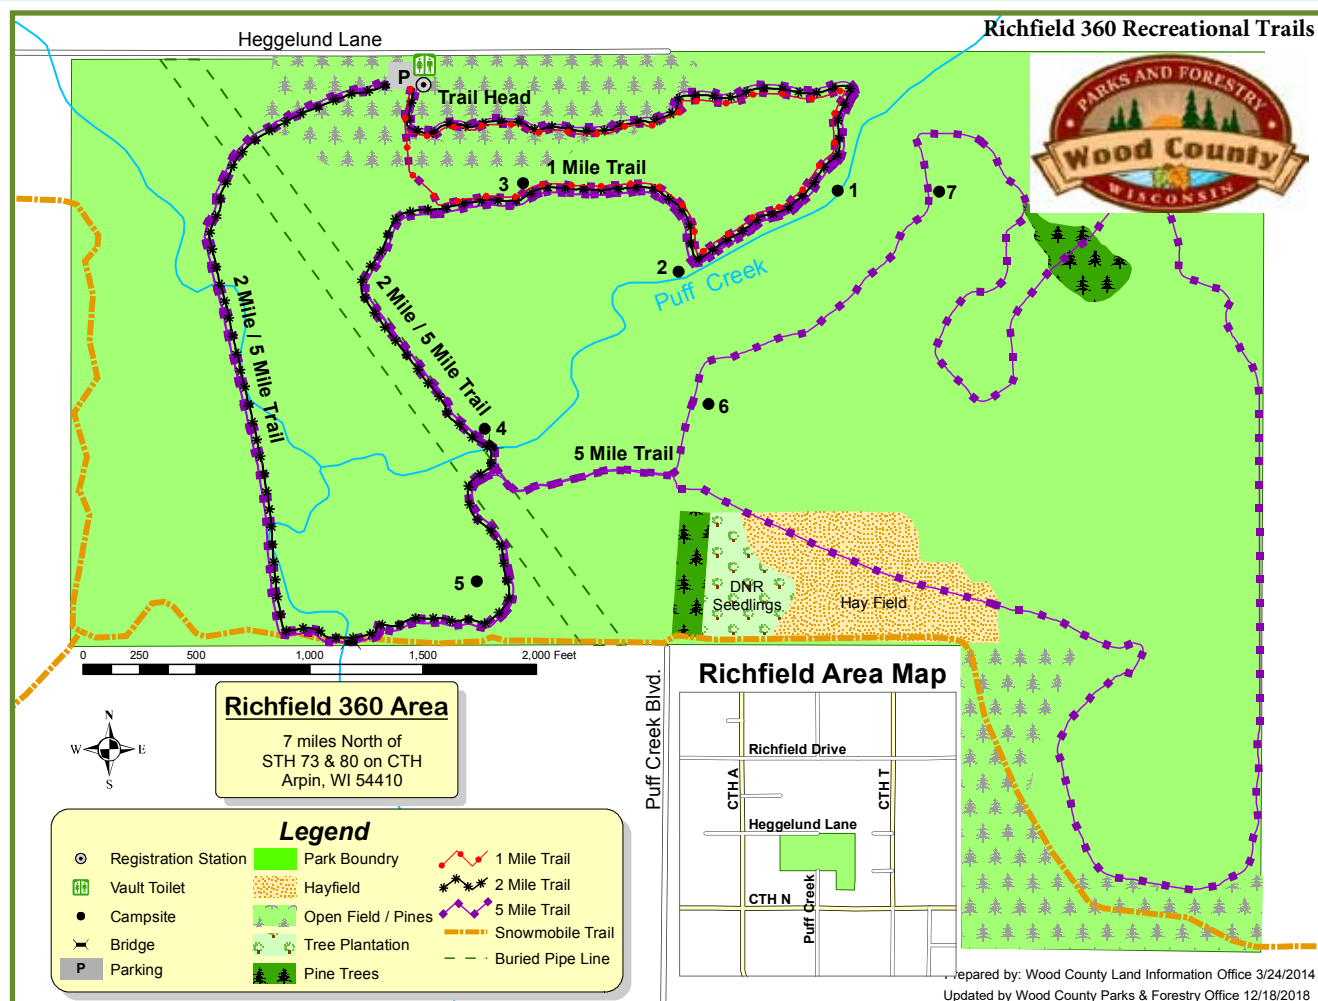 Richfield 360 Recreational Trails
Heggelund Lane
P
Trail Head
PARKS AND FORESTRY
Wood County
WISCONSIN
1 Mile Trail
3
1
7
2
Puff Creek
2 Mile / 5 Mile Trail
2 Mile / 5 Mile Trail
6
4
5 Mile Trail
5
DNR
Seedlings
Hay Field
0 250 500 1,000 1,500 2,000 Feet
Richfield 360 Area
7 miles North of
STH 73 & 80 on CTH
Arpin, WI 54410
N
W E
S
Puff Creek Blvd.
Richfield Area Map
Richfield Drive
CTH A
CTH T
Heggelund Lane
CTH N
Puff Creek
Legend
Registration Station
Vault Toilet
Campsite
Bridge
P Parking
Park Boundry
Hayfield
Open Field / Pines
Tree Plantation
Pine Trees
1 Mile Trail
2 Mile Trail
5 Mile Trail
Snowmobile Trail
Buried Pipe Line
Prepared by: Wood County Land Information Office 3/24/2014
Updated by Wood County Parks & Forestry Office 12/18/2018